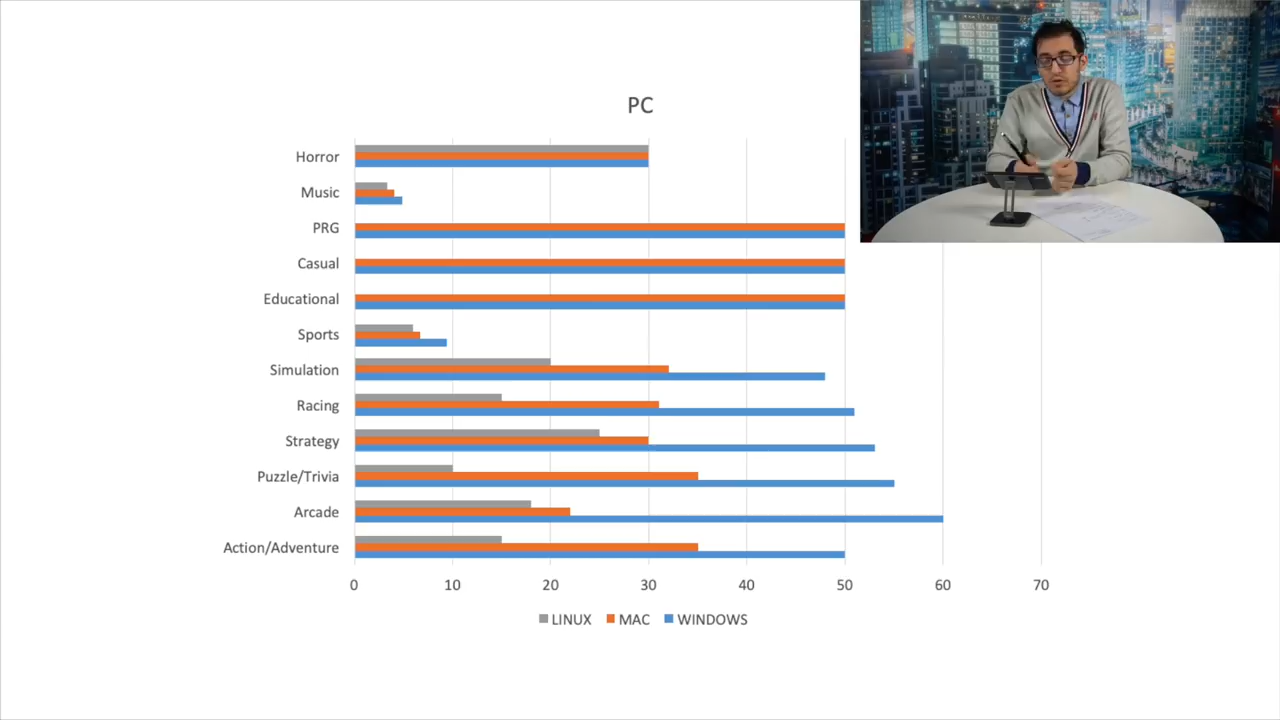 PC
Horror
Music
PRG
Casual
Educational
Sports
Simulation
Racing
Strategy
Puzzle/Trivia
Arcade
Action/Adventure
0 10 20 30 40 50 60 70
LINUX MAC WINDOWS